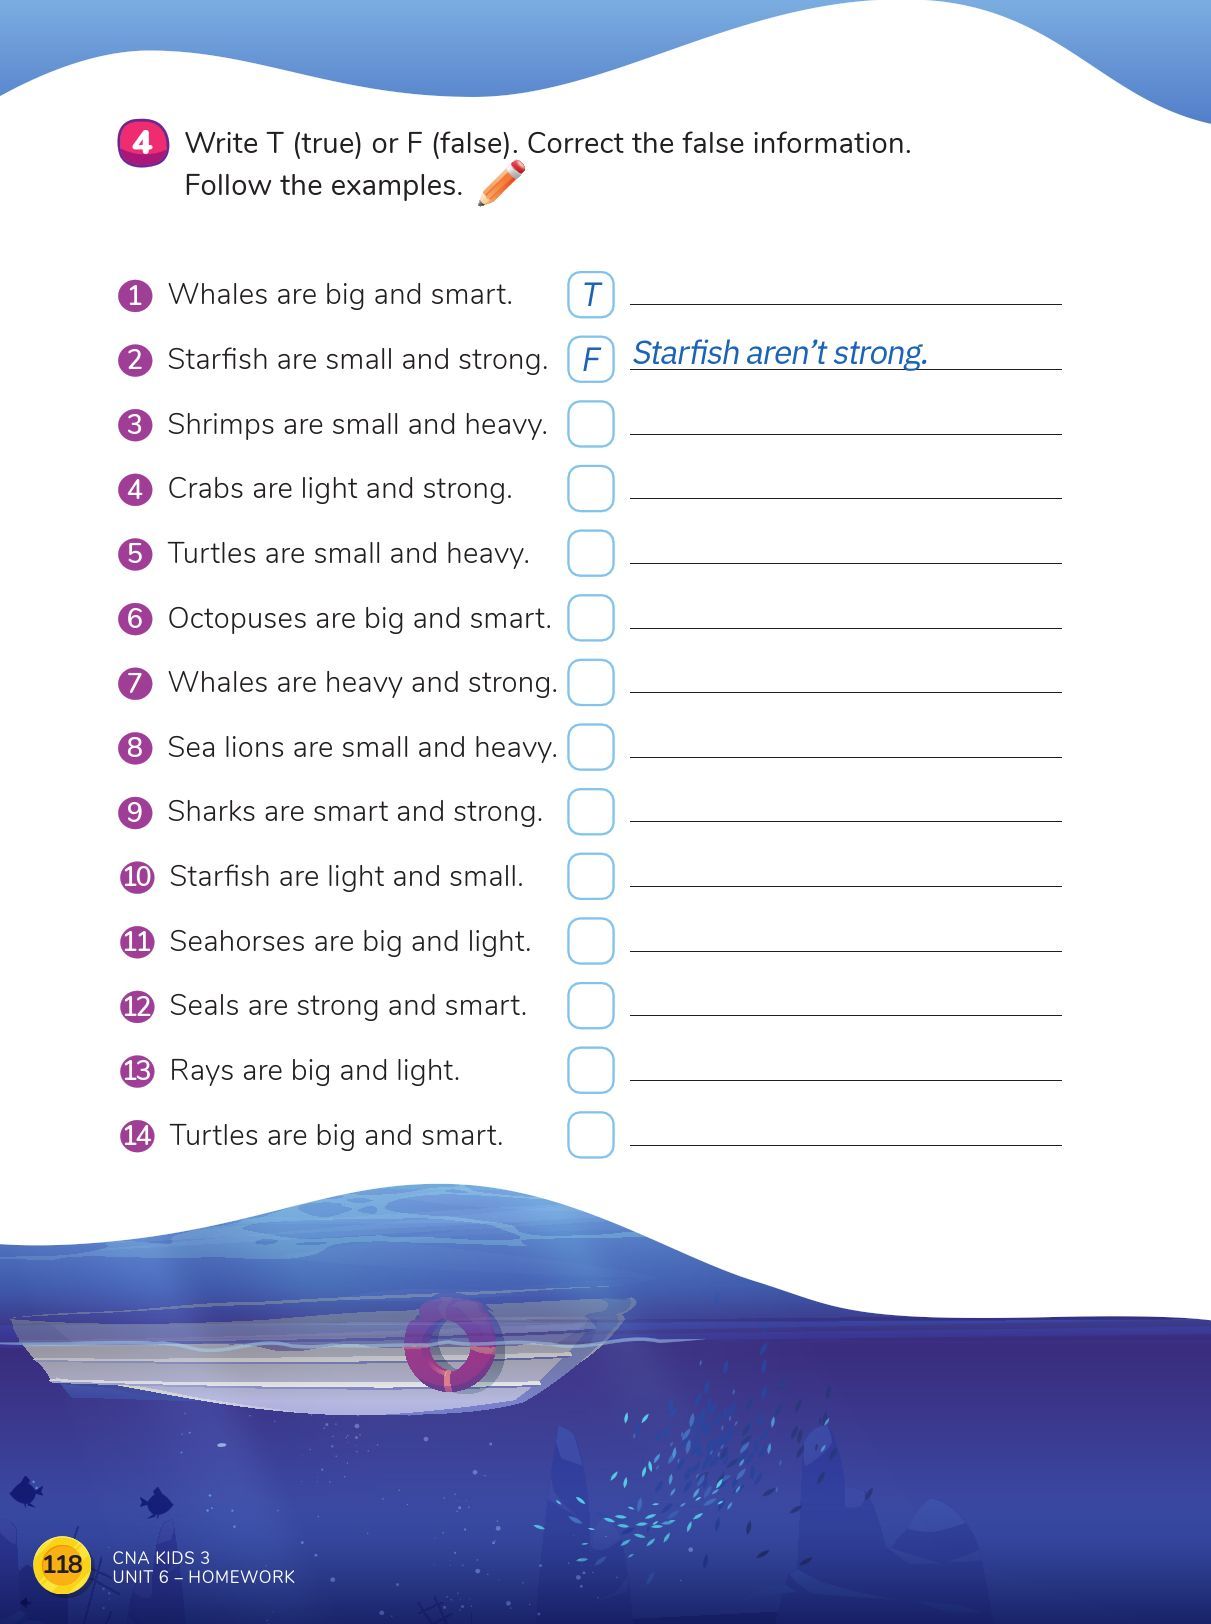 4 Write T (true) or F (false). Correct the false information.
Follow the examples.
1 Whales are big and smart. T
2 Starfish are small and strong. F Starfish aren't strong.
3 Shrimps are small and heavy.
4 Crabs are light and strong.
5 Turtles are small and heavy.
6 Octopuses are big and smart.
7 Whales are heavy and strong.
8 Sea lions are small and heavy.
9 Sharks are smart and strong.
10 Starfish are light and small.
11 Seahorses are big and light.
12 Seals are strong and smart.
13 Rays are big and light.
14 Turtles are big and smart.
118 CNA KIDS 3
UNIT 6 – HOMEWORK